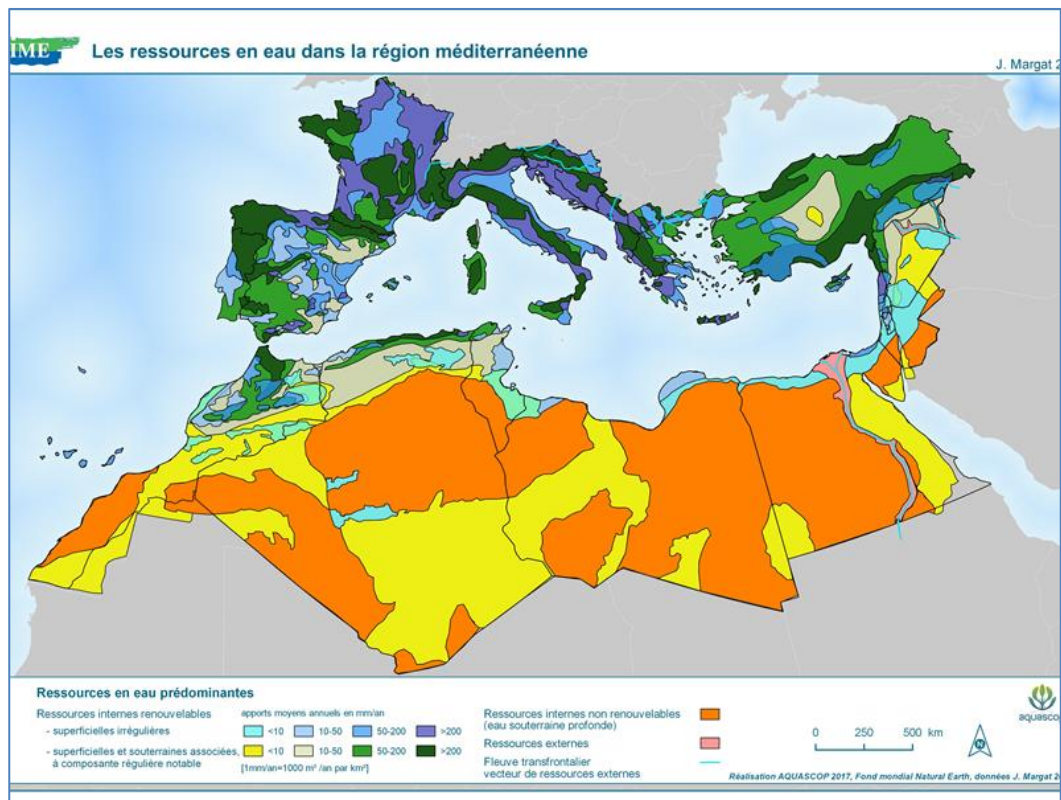 IME
Les ressources en eau dans la région méditerranéenne
J. Margat 2
Ressources en eau prédominantes
Ressources internes renouvelables
apports moyens annuels en mm/an
- superficielles irrégulières
<10 10-50 50-200 >200
- superficielles et souterraines associées,
à composante régulière notable
<10 10-50 50-200 >200
[1mm/an=1000 m³ /an par km²]
Ressources internes non renouvelables
(eau souterraine profonde)
Ressources externes
Fleuve transfrontalier
vecteur de ressources externes
0 250 500 km
N
aquasco
Réalisation AQUASCOP 2017, Fond mondial Natural Earth, données J. Margat 20